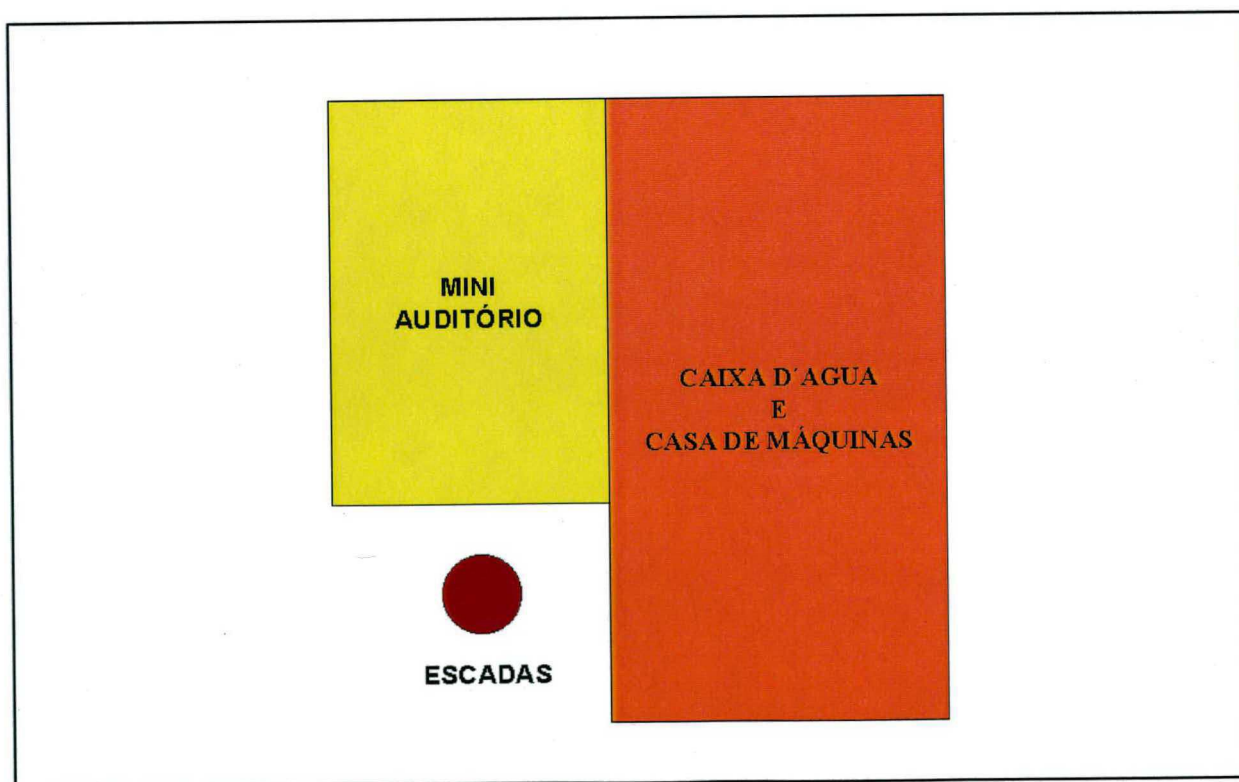 MINI
AUDITÓRIO
CAIXA D´AGUA
E
CASA DE MÁQUINAS
ESCADAS